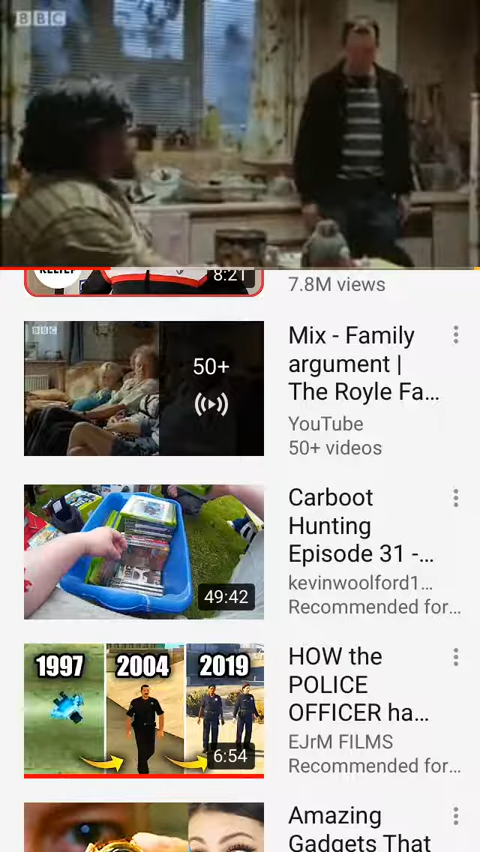 BBC
RELIEF
8:21
7.8M views
BBC
50+
Mix - Family
argument |
The Royle Fa...
YouTube
50+ videos
49:42
Carboot
Hunting
Episode 31 -...
kevinwoolford1...
Recommended for...
1997
2004
2019
6:54
HOW the
POLICE
OFFICER ha...
EJrM FILMS
Recommended for...
Amazing
Gadgets That